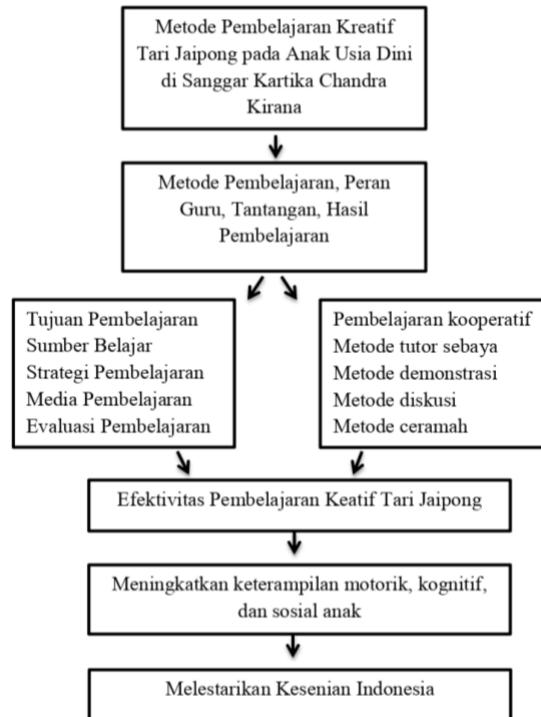 Metode Pembelajaran Kreatif
Tari Jaipong pada Anak Usia Dini
di Sanggar Kartika Chandra
Kirana
Metode Pembelajaran, Peran
Guru, Tantangan, Hasil
Pembelajaran
Tujuan Pembelajaran
Sumber Belajar
Strategi Pembelajaran
Media Pembelajaran
Evaluasi Pembelajaran
Pembelajaran kooperatif
Metode tutor sebaya
Metode demonstrasi
Metode diskusi
Metode ceramah
Efektivitas Pembelajaran Keatif Tari Jaipong
Meningkatkan keterampilan motorik, kognitif,
dan sosial anak
Melestarikan Kesenian Indonesia